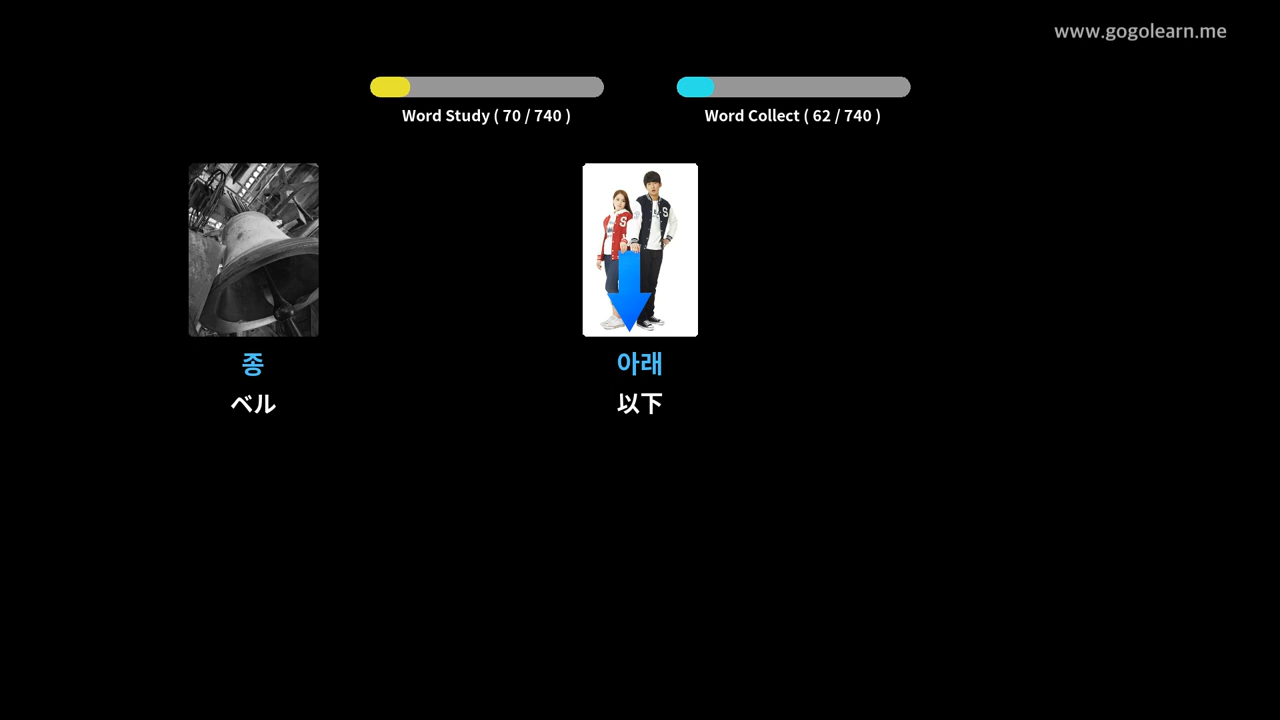 www.gogolearn.me
Word Study ( 70 / 740 )
Word Collect ( 62 / 740 )
종
ベル
아래
以下
S
S